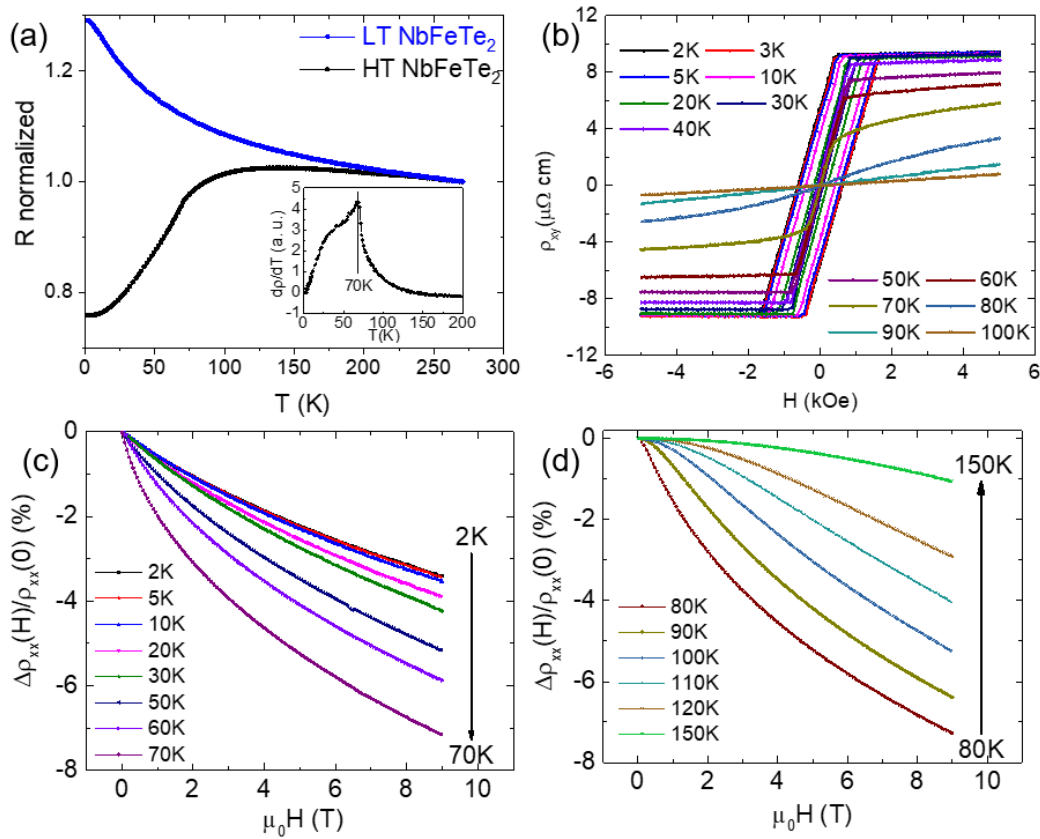 (a)
LT NbFeTe2
HT NbFeTe2
R normalized
1.2
1.0
0.8
0 50 100 150 200 250
T (K)
dρ/dT (a. u.)
5
4
3
2
1
0
-1
70K
0 50 100 150 200
T(K)
(b)
2K 3K
5K 10K
20K 30K
40K
ρxy(μΩ cm)
12
8
4
0
-4
-8
-12
50K 60K
70K 80K
90K 100K
-6 -4 -2 0 2 4 6
H (kOe)
(c)
Δρxx(H)/ρxx(0) (%)
0
-2
-4
-6
-8
2K
5K
10K
20K
30K
50K
60K
70K
2K
70K
0 2 4 6 8 10
μ0H (T)
(d)
Δρxx(H)/ρxx(0) (%)
0
-2
-4
-6
-8
80K
90K
100K
110K
120K
150K
150K
80K
0 2 4 6 8 10
μ0H (T)